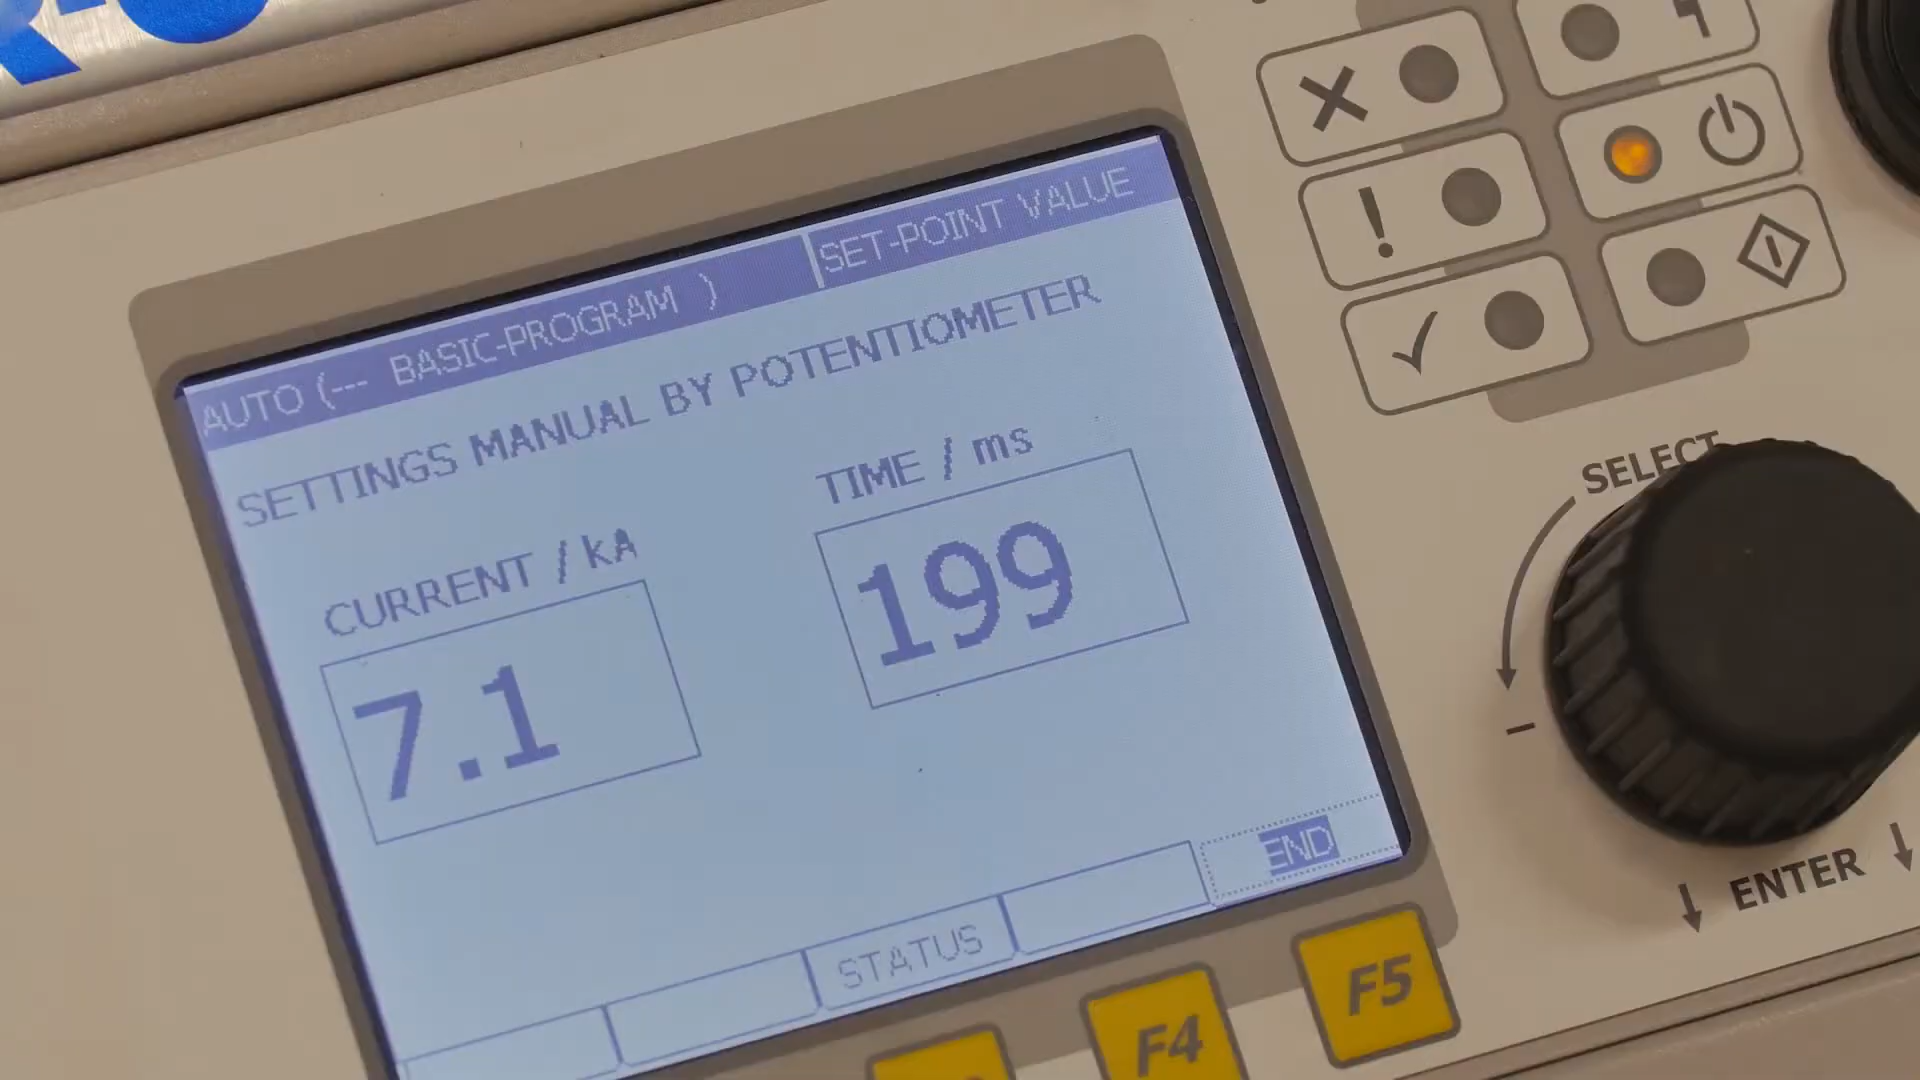 AUTO (--- BASIC-PROGRAM )
SET-POINT VALUE
SETTINGS MANUAL BY POTENTIOMETER
CURRENT / kA
TIME / ms
7.1
199
STATUS
END
F4
F5
SELECT
–
ENTER